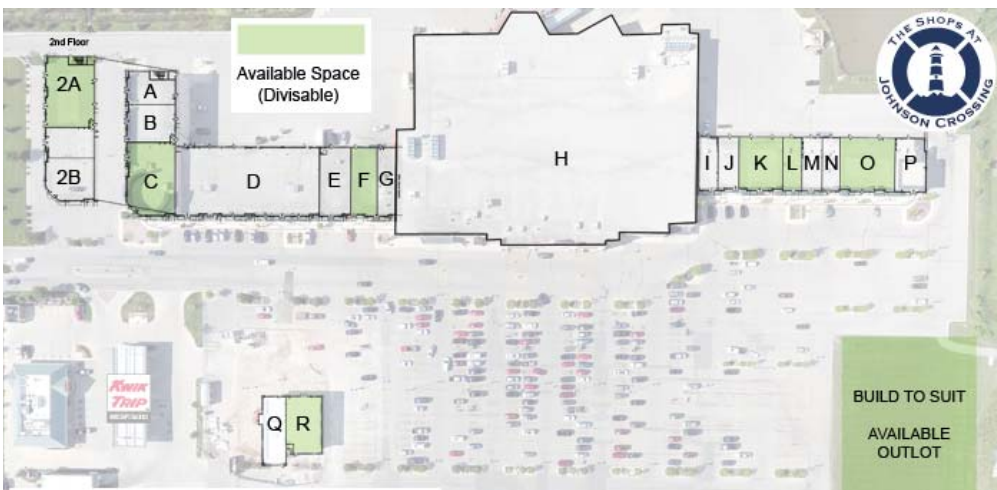 2nd Floor
2A
2B
A
B
C
D
E
F
G
H
I
J
K
L
M
N
O
P
Available Space
(Divisable)
THE SHOPS AT
JOHNSON CROSSING
KWIK
TRIP
Q
R
BUILD TO SUIT
AVAILABLE
OUTLOT